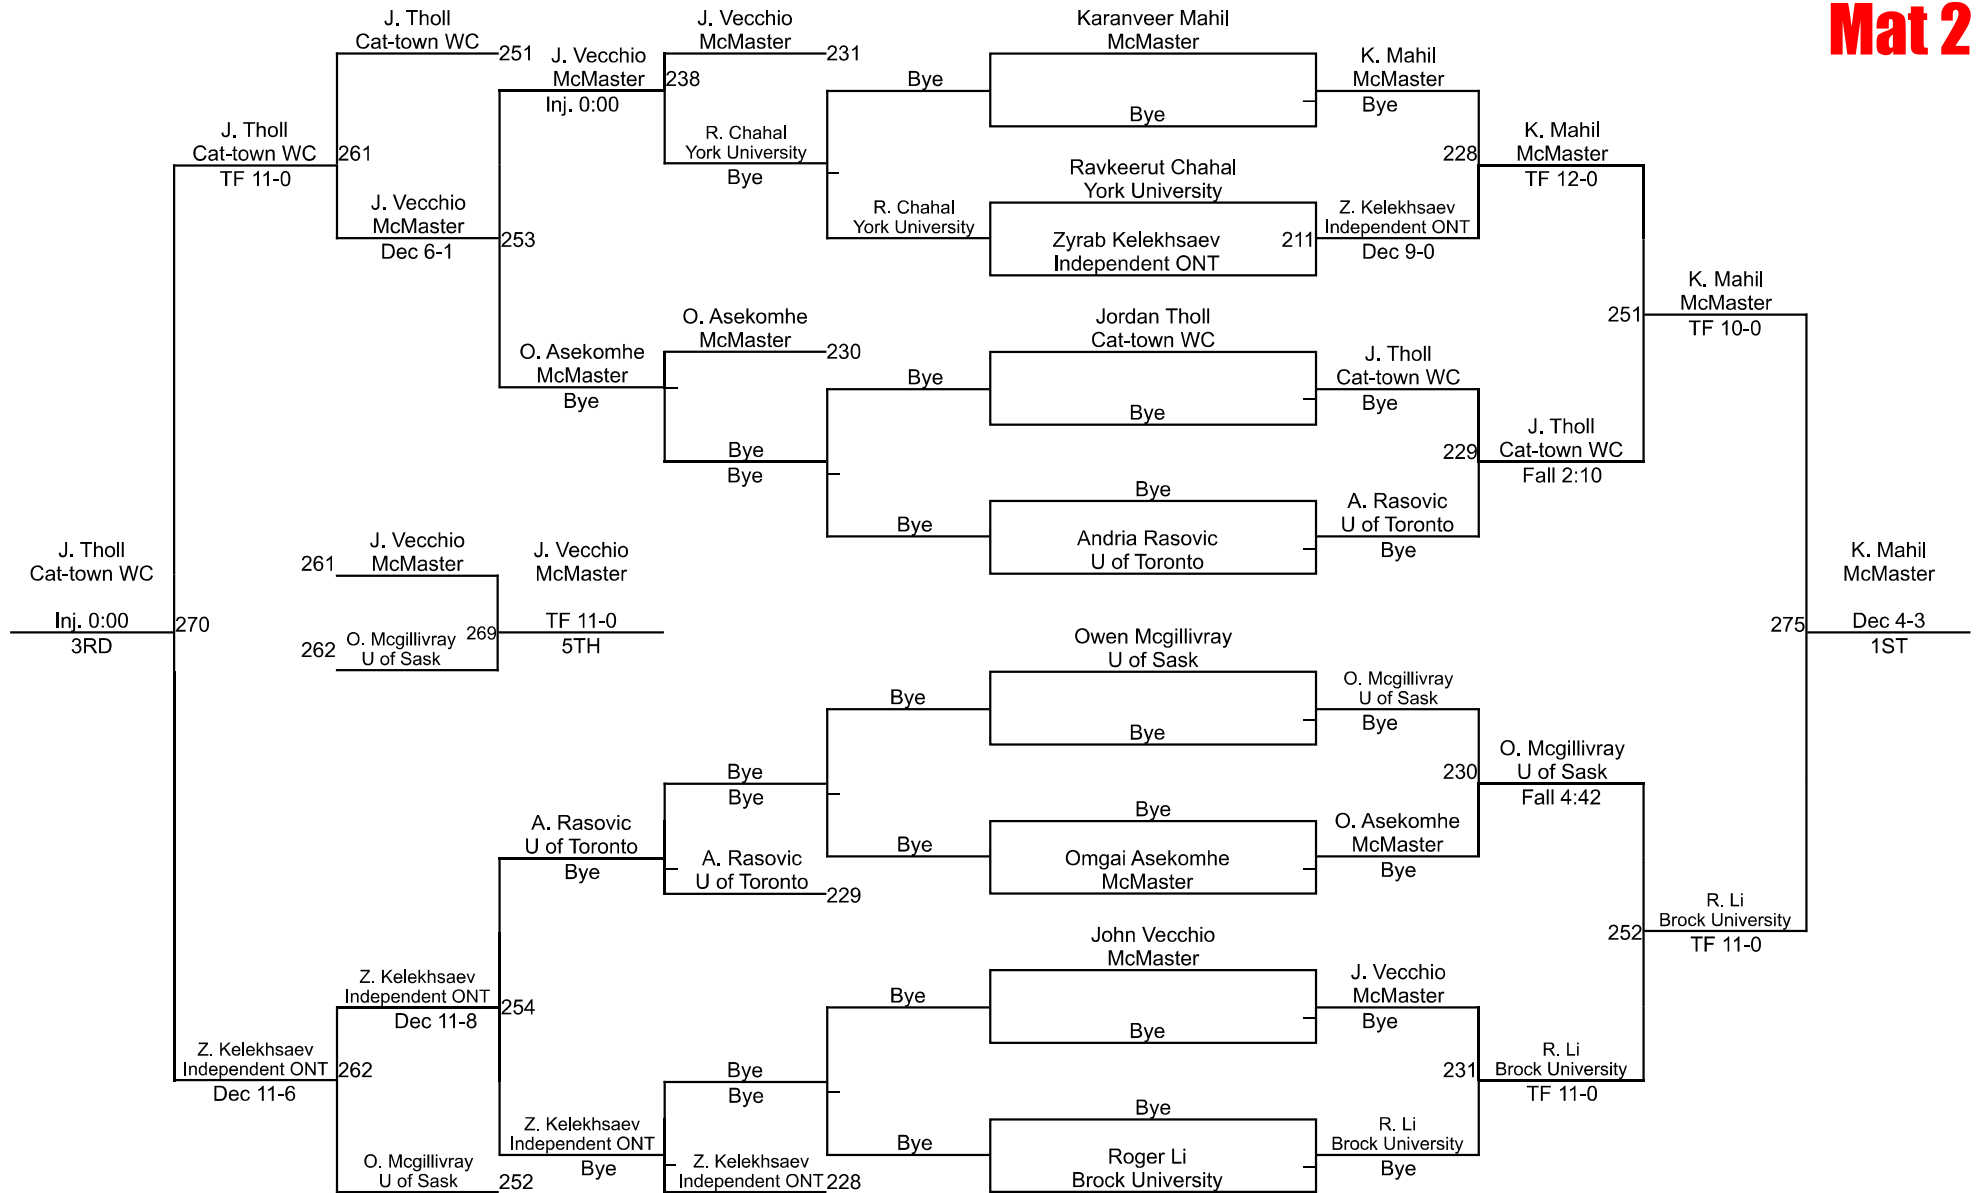 Mat 2
J. Tholl
Cat-town WC
251
J. Vecchio
McMaster
Inj. 0:00
238
J. Vecchio
McMaster
231
R. Chahal
York University
Bye
J. Tholl
Cat-town WC
TF 11-0
261
J. Vecchio
McMaster
Dec 6-1
253
O. Asekomhe
McMaster
Bye
O. Asekomhe
McMaster
230
Bye
Bye
Bye
R. Chahal
York University
Bye
Bye
Karanveer Mahil
McMaster
Bye
Ravkeerut Chahal
York University
Zyrab Kelekhsaev
Independent ONT
211
Jordan Tholl
Cat-town WC
Bye
Bye
Andria Rasovic
U of Toronto
K. Mahil
McMaster
Bye
228
Z. Kelekhsaev
Independent ONT
Dec 9-0
J. Tholl
Cat-town WC
Bye
229
A. Rasovic
U of Toronto
Bye
K. Mahil
McMaster
TF 12-0
251
J. Tholl
Cat-town WC
Fall 2:10
K. Mahil
McMaster
TF 10-0
J. Tholl
Cat-town WC
Inj. 0:00
3RD
270
261
J. Vecchio
McMaster
262
O. Mcgillivray
U of Sask
269
J. Vecchio
McMaster
TF 11-0
5TH
275
K. Mahil
McMaster
Dec 4-3
1ST
Z. Kelekhsaev
Independent ONT
Dec 11-6
262
Z. Kelekhsaev
Independent ONT
Dec 11-8
254
O. Mcgillivray
U of Sask
252
A. Rasovic
U of Toronto
Bye
Z. Kelekhsaev
Independent ONT
Bye
Bye
Bye
A. Rasovic
U of Toronto
229
Bye
Bye
Z. Kelekhsaev
Independent ONT
228
Bye
Bye
Bye
Bye
Owen Mcgillivray
U of Sask
Bye
Bye
Omgai Asekomhe
McMaster
John Vecchio
McMaster
Bye
Bye
Roger Li
Brock University
O. Mcgillivray
U of Sask
Bye
230
O. Asekomhe
McMaster
Bye
J. Vecchio
McMaster
Bye
231
R. Li
Brock University
Bye
O. Mcgillivray
U of Sask
Fall 4:42
252
R. Li
Brock University
TF 11-0
R. Li
Brock University
TF 11-0